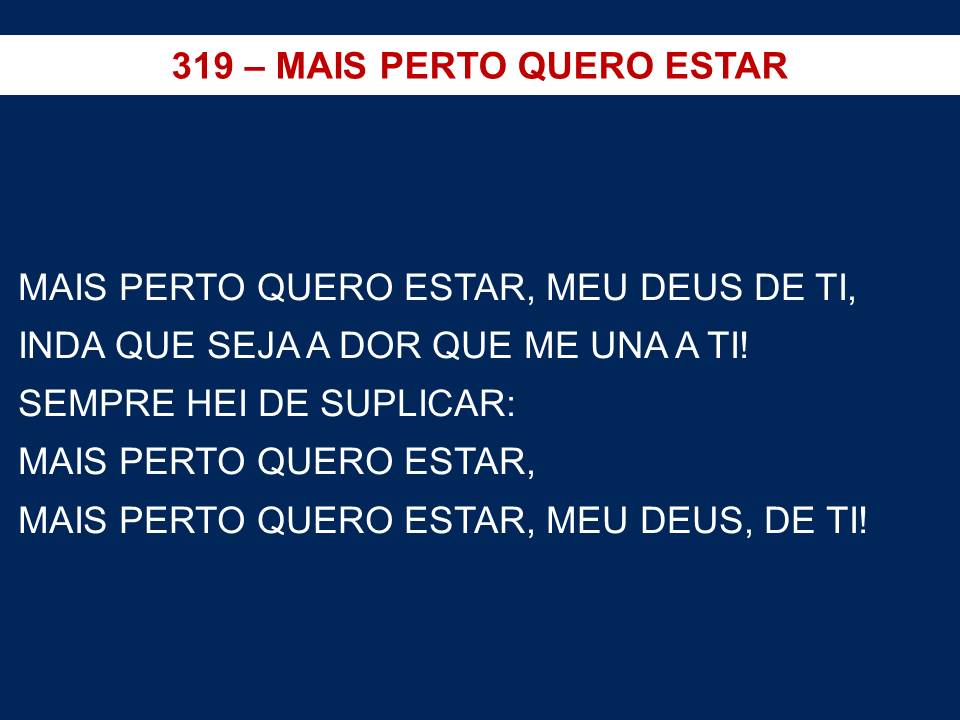 319 – MAIS PERTO QUERO ESTAR
MAIS PERTO QUERO ESTAR, MEU DEUS DE TI,
INDA QUE SEJA A DOR QUE ME UNA A TI!
SEMPRE HEI DE SUPLICAR:
MAIS PERTO QUERO ESTAR,
MAIS PERTO QUERO ESTAR, MEU DEUS, DE TI!